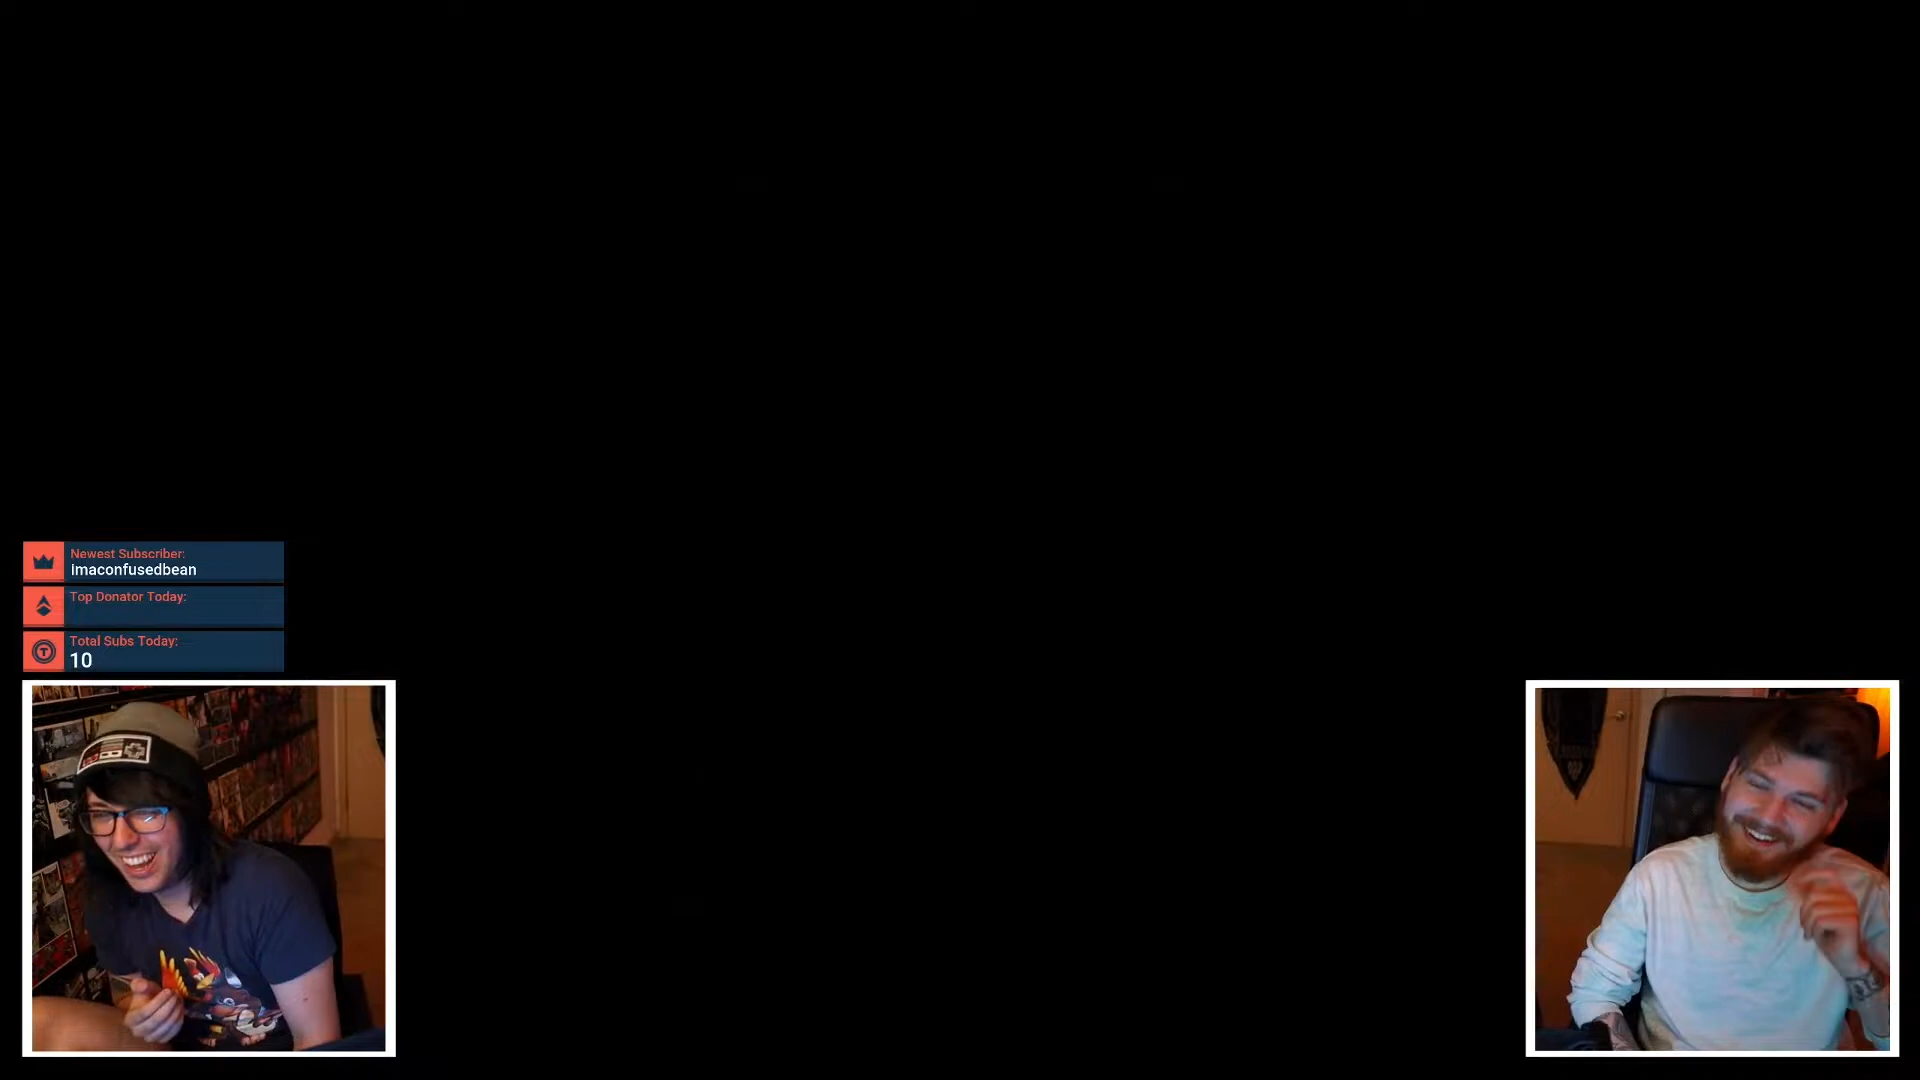 Newest Subscriber:
imaconfusedbean
Top Donator Today:
Total Subs Today:
10